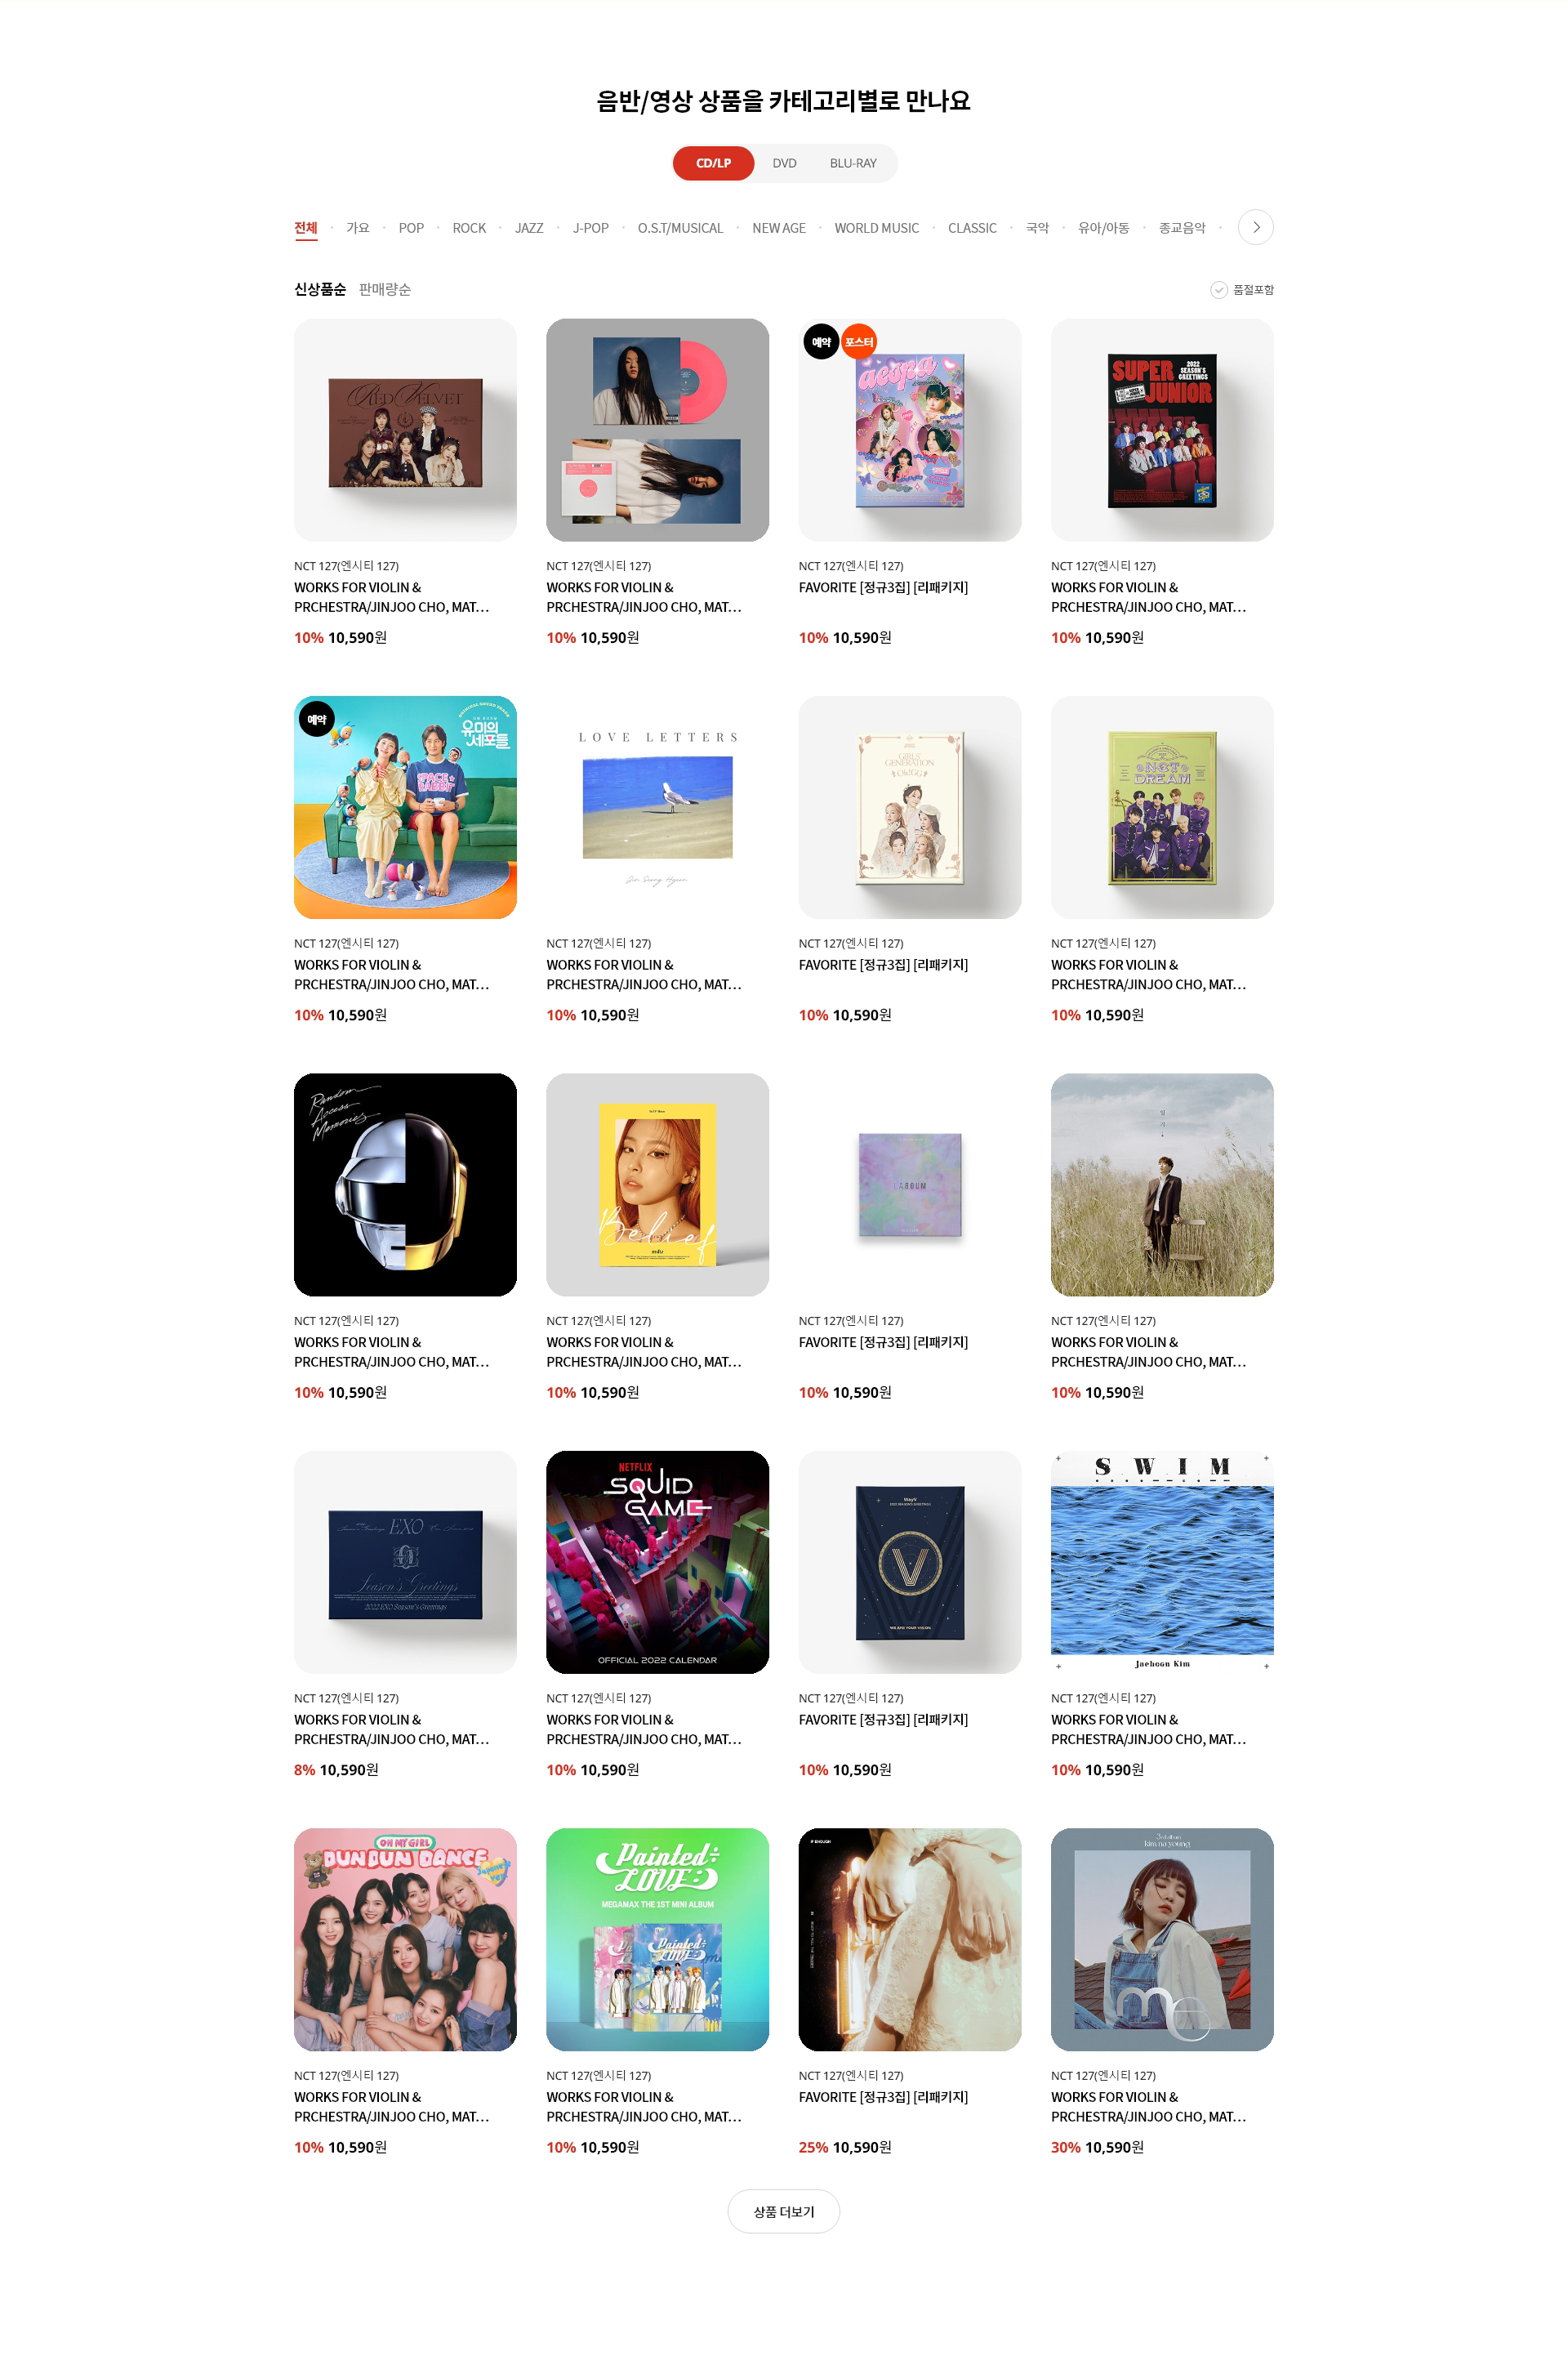 음반/영상 상품을 카테고리별로 만나요
CD/LP DVD BLU-RAY
전체 가요 POP ROCK JAZZ J-POP O.S.T/MUSICAL NEW AGE WORLD MUSIC CLASSIC 국악 유아/아동 종교음악
신상품순 판매량순 품절포함
RED VELVET
예약 포스터
aespa
SUPER JUNIOR
2022 SEASON'S GREETINGS
NCT 127(엔시티 127) NCT 127(엔시티 127) NCT 127(엔시티 127) NCT 127(엔시티 127)
WORKS FOR VIOLIN & WORKS FOR VIOLIN & FAVORITE [정규3집] [리패키지] WORKS FOR VIOLIN &
PRCHESTRA/JINJOO CHO, MAT... PRCHESTRA/JINJOO CHO, MAT... PRCHESTRA/JINJOO CHO, MAT...
10% 10,590원 10% 10,590원 10% 10,590원 10% 10,590원
예약
유미의
세포들
SPACE
RABBIT
LOVE LETTERS
GIRLS' GENERATION
NCT
DREAM
NCT 127(엔시티 127) NCT 127(엔시티 127) NCT 127(엔시티 127) NCT 127(엔시티 127)
WORKS FOR VIOLIN & WORKS FOR VIOLIN & FAVORITE [정규3집] [리패키지] WORKS FOR VIOLIN &
PRCHESTRA/JINJOO CHO, MAT... PRCHESTRA/JINJOO CHO, MAT... PRCHESTRA/JINJOO CHO, MAT...
10% 10,590원 10% 10,590원 10% 10,590원 10% 10,590원
Random
Access
Memories
Belief
LABOUM
NCT 127(엔시티 127) NCT 127(엔시티 127) NCT 127(엔시티 127) NCT 127(엔시티 127)
WORKS FOR VIOLIN & WORKS FOR VIOLIN & FAVORITE [정규3집] [리패키지] WORKS FOR VIOLIN &
PRCHESTRA/JINJOO CHO, MAT... PRCHESTRA/JINJOO CHO, MAT... PRCHESTRA/JINJOO CHO, MAT...
10% 10,590원 10% 10,590원 10% 10,590원 10% 10,590원
EXO
Season's Greetings
2022 EXO Season's Greetings
NETFLIX
SQUID
GAME
OFFICIAL 2022 CALENDAR
WayV
V
SWIM
Jaehoon Kim
NCT 127(엔시티 127) NCT 127(엔시티 127) NCT 127(엔시티 127) NCT 127(엔시티 127)
WORKS FOR VIOLIN & WORKS FOR VIOLIN & FAVORITE [정규3집] [리패키지] WORKS FOR VIOLIN &
PRCHESTRA/JINJOO CHO, MAT... PRCHESTRA/JINJOO CHO, MAT... PRCHESTRA/JINJOO CHO, MAT...
8% 10,590원 10% 10,590원 10% 10,590원 10% 10,590원
OH MY GIRL
DUN DUN DANCE
Painted
LOVE
MEGAMAX THE 1ST MINI ALBUM
Painted
LOVE
kim na young
me
NCT 127(엔시티 127) NCT 127(엔시티 127) NCT 127(엔시티 127) NCT 127(엔시티 127)
WORKS FOR VIOLIN & WORKS FOR VIOLIN & FAVORITE [정규3집] [리패키지] WORKS FOR VIOLIN &
PRCHESTRA/JINJOO CHO, MAT... PRCHESTRA/JINJOO CHO, MAT... PRCHESTRA/JINJOO CHO, MAT...
10% 10,590원 10% 10,590원 25% 10,590원 30% 10,590원
상품 더보기